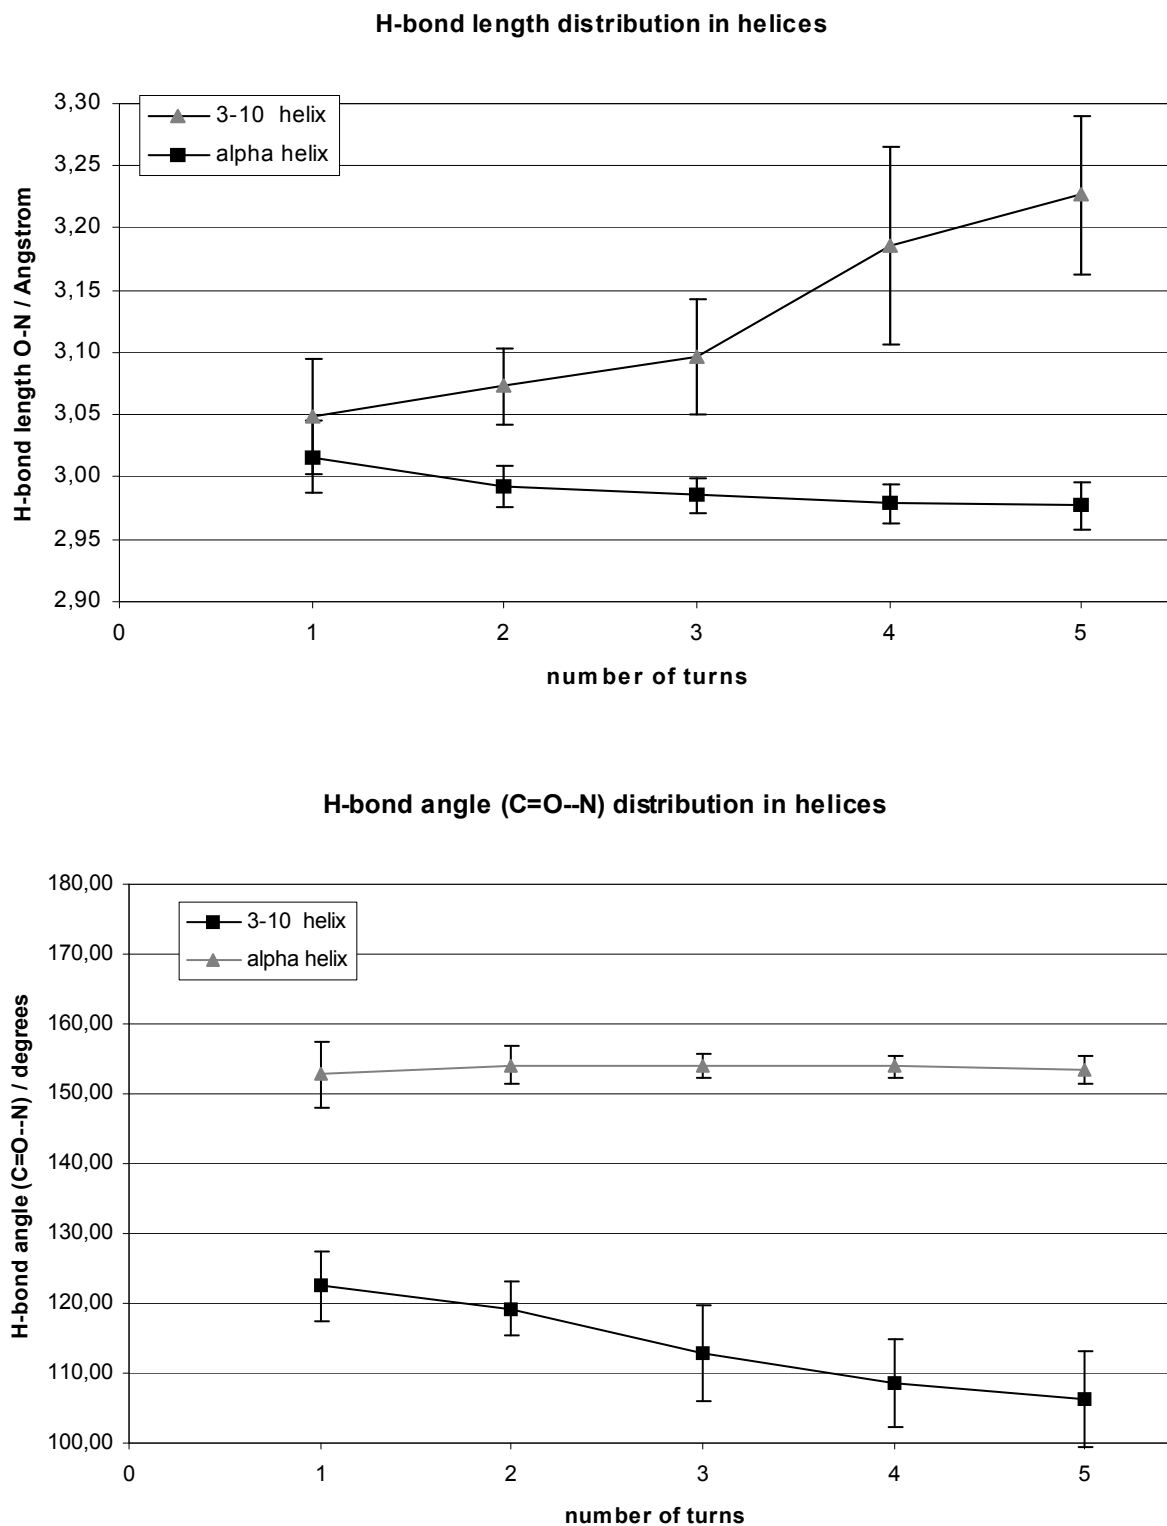 H-bond length distribution in helices
3,30
3-10 helix
3,25
alpha helix
3,20
3,15
3,10
3,05
3,00
2,95
2,90
H-bond length O-N / Angstrom
0 1 2 3 4 5
number of turns
H-bond angle (C=O--N) distribution in helices
180,00
3-10 helix
170,00
alpha helix
160,00
150,00
140,00
130,00
120,00
110,00
100,00
H-bond angle (C=O--N) / degrees
0 1 2 3 4 5
number of turns